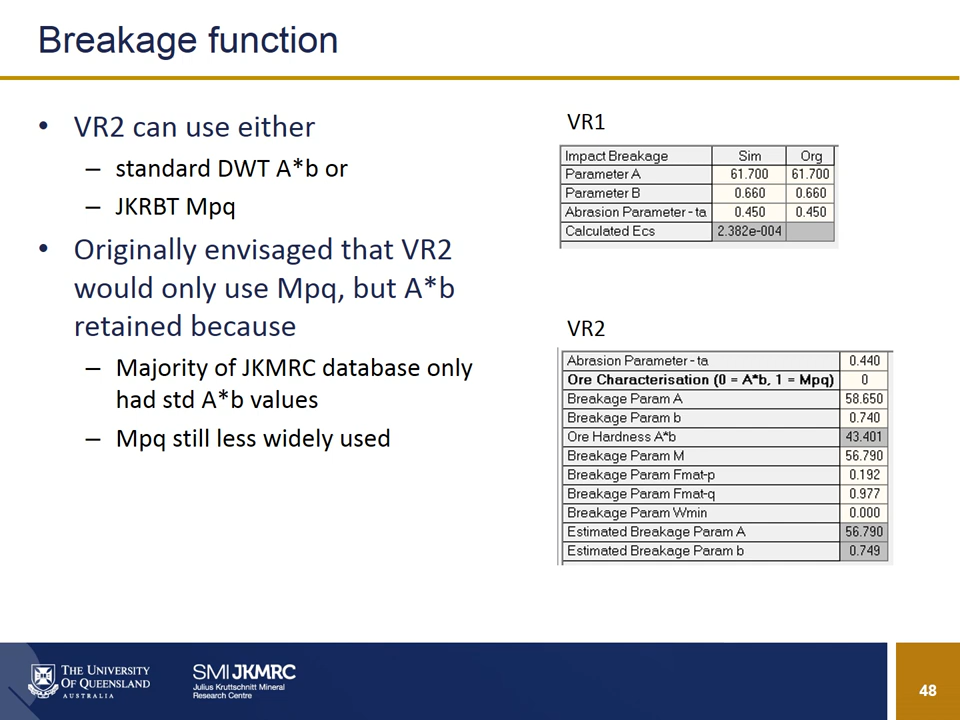 Breakage function
• VR2 can use either
– standard DWT A*b or
– JKRBT Mpq
• Originally envisaged that VR2
would only use Mpq, but A*b
retained because
– Majority of JKMRC database only
had std A*b values
– Mpq still less widely used
VR1
Impact Breakage Sim Org
Parameter A 61.700 61.700
Parameter B 0.660 0.660
Abrasion Parameter - ta 0.450 0.450
Calculated Ecs 2.382e-004
VR2
Abrasion Parameter - ta 0.440
Ore Characterisation (0 = A*b, 1 = Mpq) 0
Breakage Param A 58.650
Breakage Param b 0.740
Ore Hardness A*b 43.401
Breakage Param M 56.790
Breakage Param Fmat-p 0.192
Breakage Param Fmat-q 0.977
Breakage Param Wmin 0.000
Estimated Breakage Param A 56.790
Estimated Breakage Param b 0.749
THE UNIVERSITY
OF QUEENSLAND
AUSTRALIA
SMI JKMRC
Julius Kruttschnitt Mineral
Research Centre
48